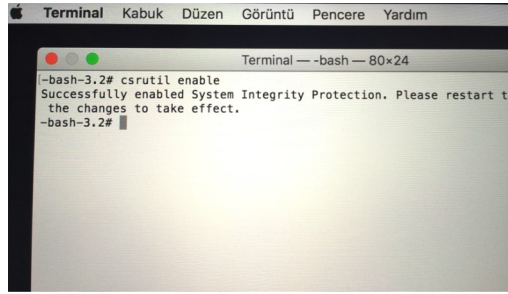 Terminal Kabuk Düzen Görüntü Pencere Yardım
Terminal — -bash — 80×24
[-bash-3.2# csrutil enable
Successfully enabled System Integrity Protection. Please restart t
the changes to take effect.
-bash-3.2#